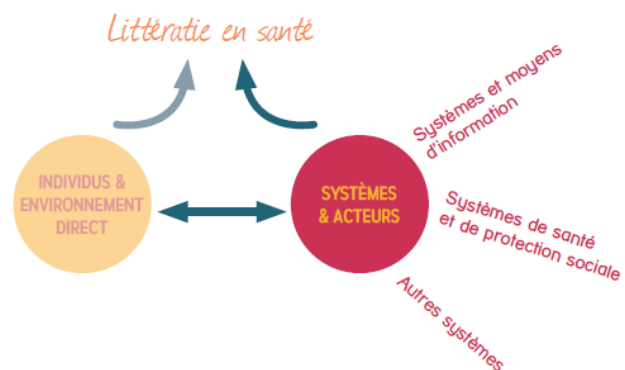 Littératie en santé
INDIVIDUS &
ENVIRONNEMENT
DIRECT
SYSTÈMES
& ACTEURS
Systèmes et moyens
d'information
Systèmes de santé
et de protection sociale
Autres systèmes